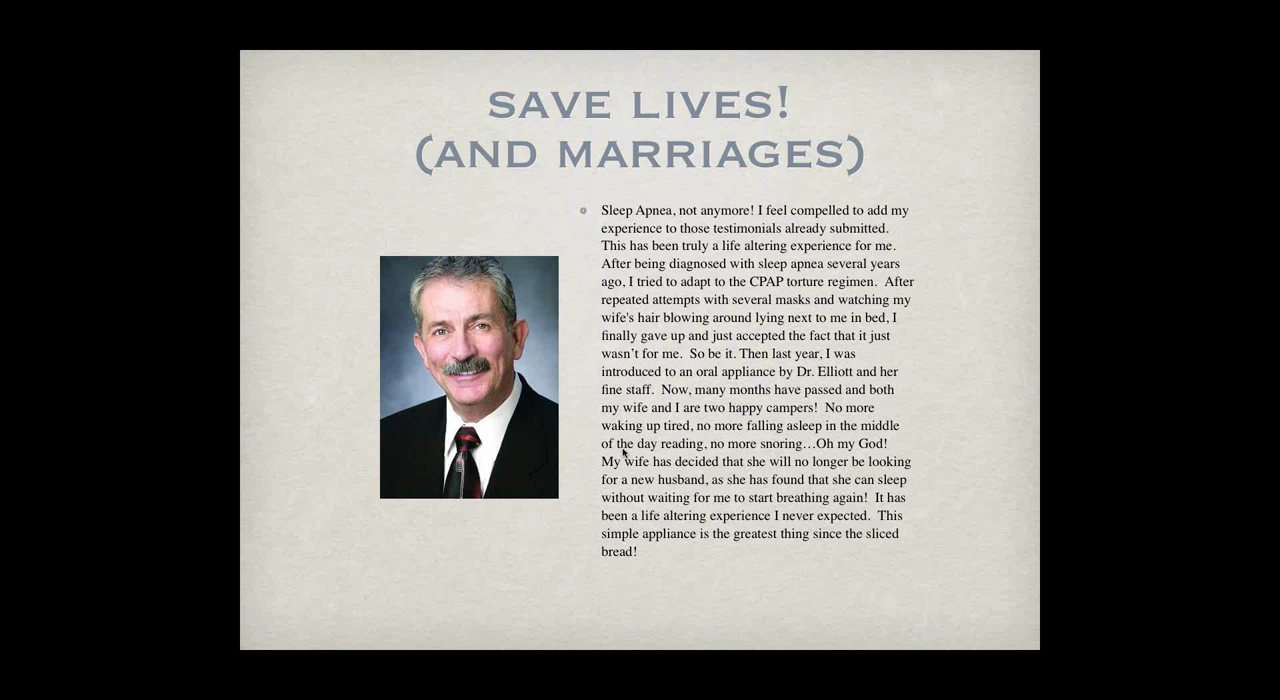 SAVE LIVES!
(AND MARRIAGES)
Sleep Apnea, not anymore! I feel compelled to add my
experience to those testimonials already submitted.
This has been truly a life altering experience for me.
After being diagnosed with sleep apnea several years
ago, I tried to adapt to the CPAP torture regimen.  After
repeated attempts with several masks and watching my
wife's hair blowing around lying next to me in bed, I
finally gave up and just accepted the fact that it just
wasn’t for me.  So be it. Then last year, I was
introduced to an oral appliance by Dr. Elliott and her
fine staff.  Now, many months have passed and both
my wife and I are two happy campers!  No more
waking up tired, no more falling asleep in the middle
of the day reading, no more snoring…Oh my God!
My wife has decided that she will no longer be looking
for a new husband, as she has found that she can sleep
without waiting for me to start breathing again!  It has
been a life altering experience I never expected.  This
simple appliance is the greatest thing since the sliced
bread!